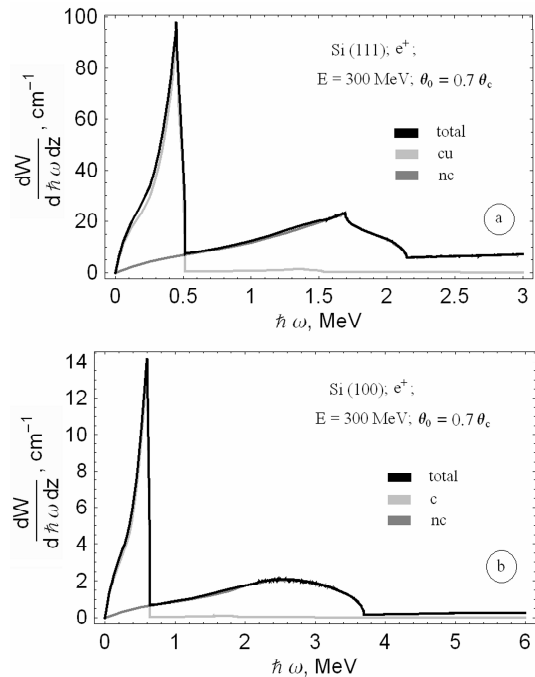 100
80
60
40
20
0
dW
d ħ ω dz , cm⁻¹
Si (111); e⁺;
E = 300 MeV; θ₀ = 0.7 θc
total
cu
nc
a
0 0.5 1 1.5 2 2.5 3
ħ ω, MeV
14
12
10
8
6
4
2
0
dW
d ħ ω dz , cm⁻¹
Si (100); e⁺;
E = 300 MeV; θ₀ = 0.7 θc
total
c
nc
b
0 1 2 3 4 5 6
ħ ω, MeV